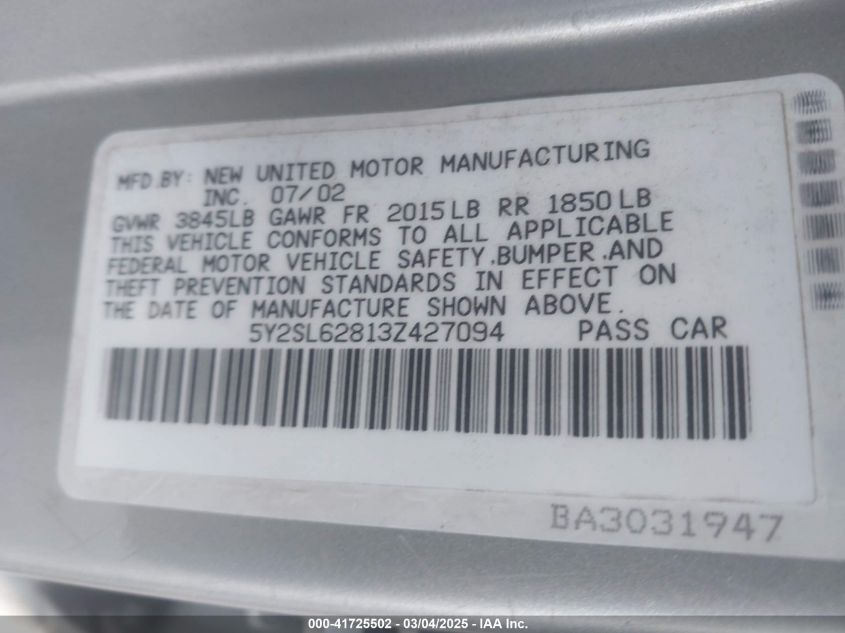 MFD.BY: NEW UNITED MOTOR MANUFACTURING
INC. 07/02
GVWR 3845LB GAWR FR 2015LB RR 1850LB
THIS VEHICLE CONFORMS TO ALL APPLICABLE
FEDERAL MOTOR VEHICLE SAFETY,BUMPER,AND
THEFT PREVENTION STANDARDS IN EFFECT ON
THE DATE OF MANUFACTURE SHOWN ABOVE.
5Y2SL62813Z427094 PASS CAR
BA3031947
000-41725502 - 03/04/2025 - IAA Inc.